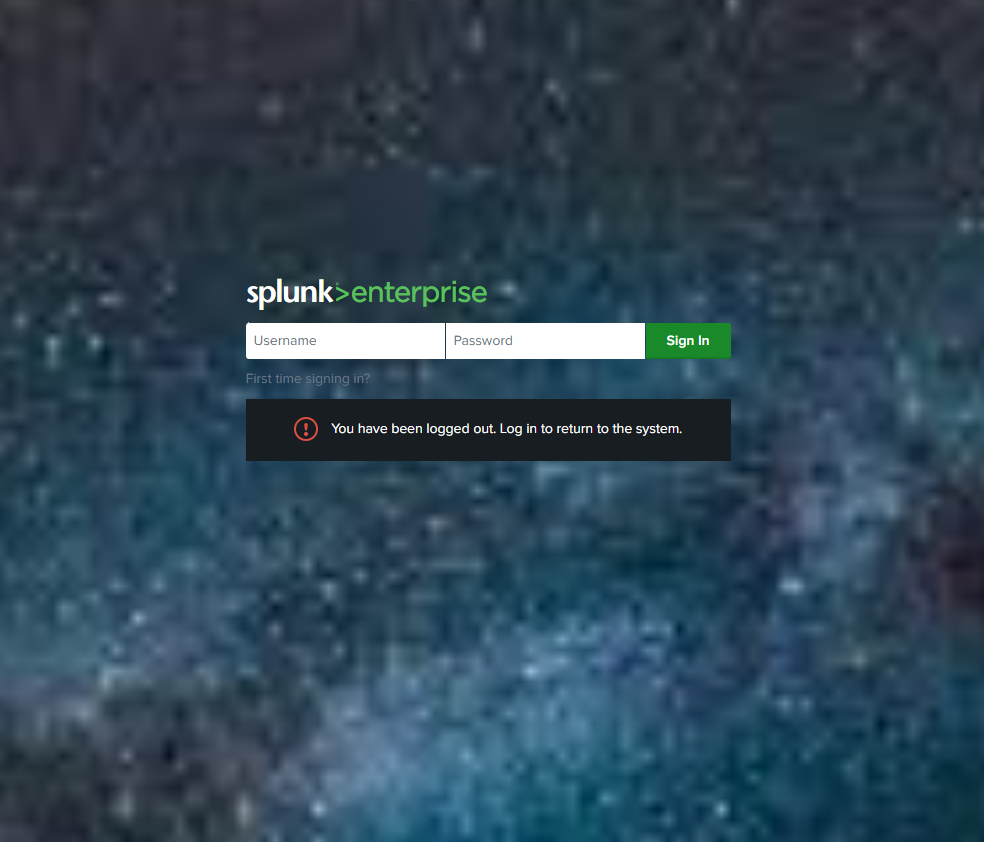 splunk>enterprise
Username Password Sign In
First time signing in?
You have been logged out. Log in to return to the system.